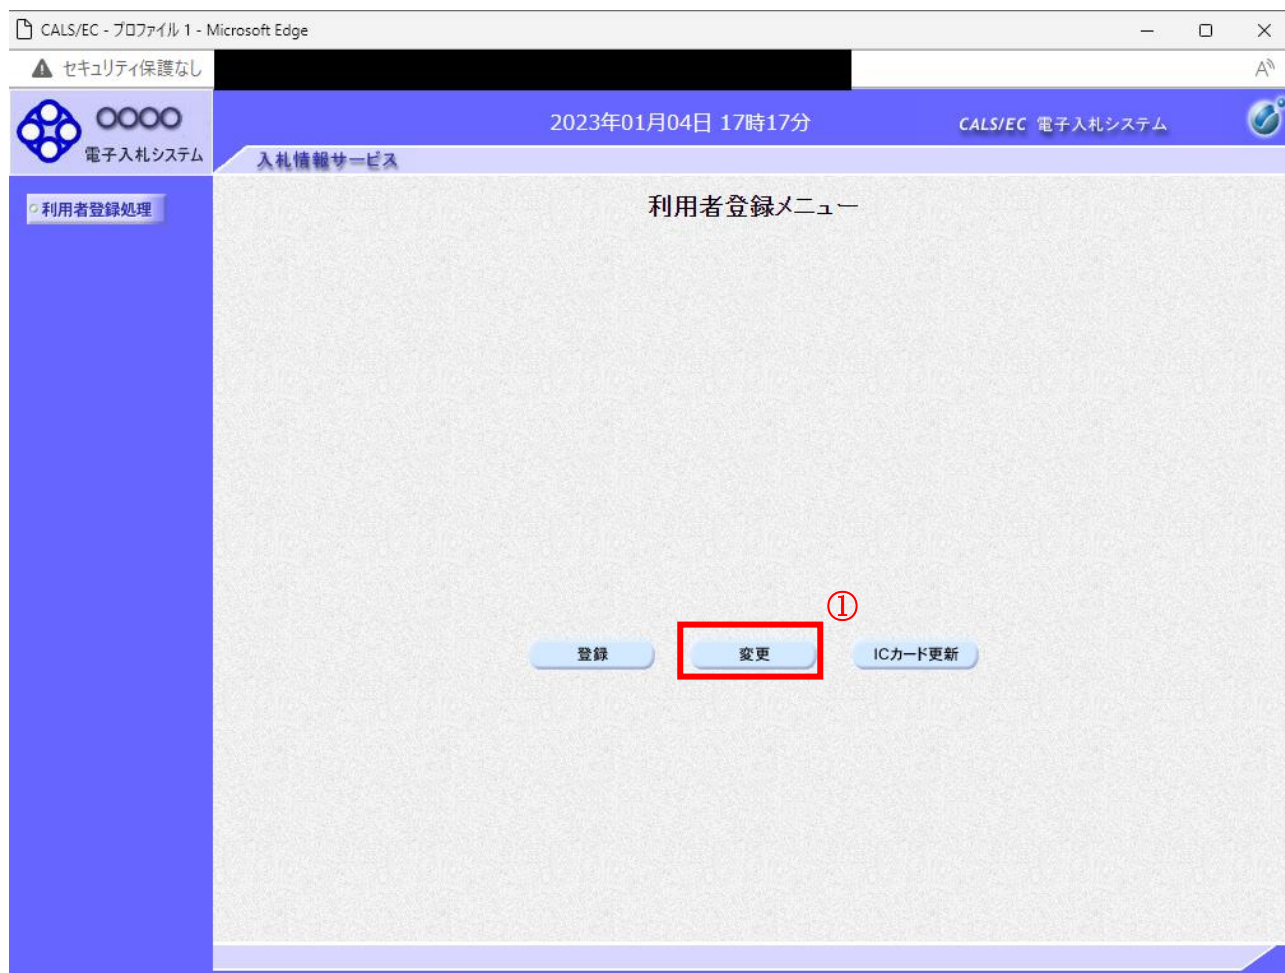 CALS/EC - プロファイル 1 - Microsoft Edge
セキュリティ保護なし
○○○○
電子入札システム
2023年01月04日 17時17分
CALS/EC 電子入札システム
入札情報サービス
利用者登録処理
利用者登録メニュー
①
登録
変更
ICカード更新